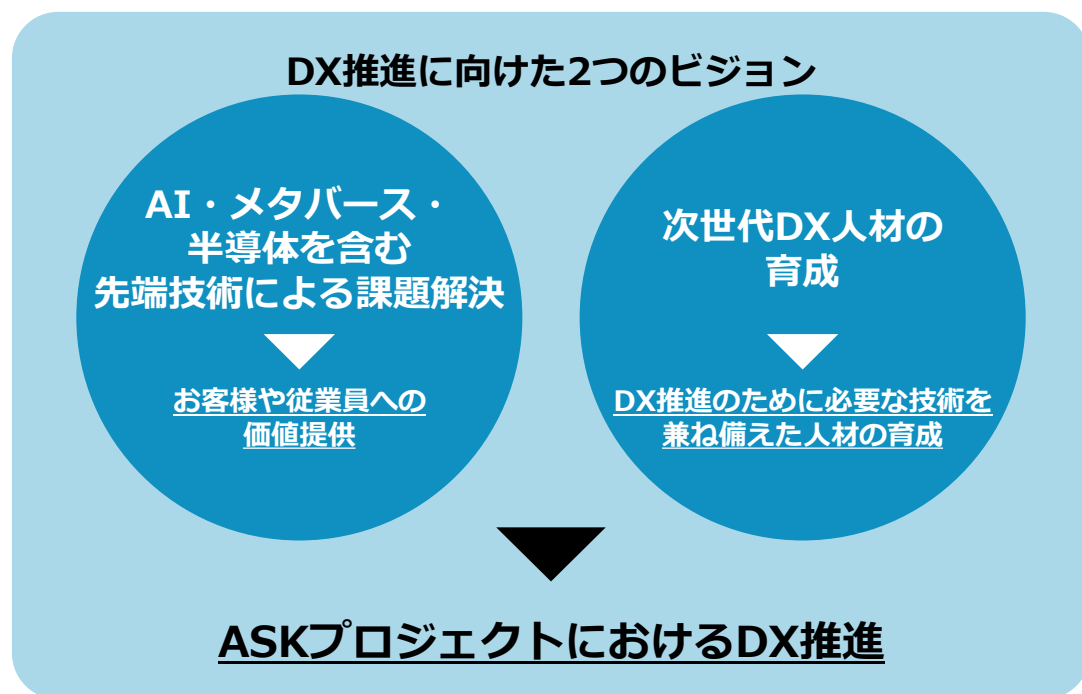 DX推進に向けた2つのビジョン
AI・メタバース・
半導体を含む
先端技術による課題解決
お客様や従業員への
価値提供
次世代DX人材の
育成
DX推進のために必要な技術を
兼ね備えた人材の育成
ASKプロジェクトにおけるDX推進